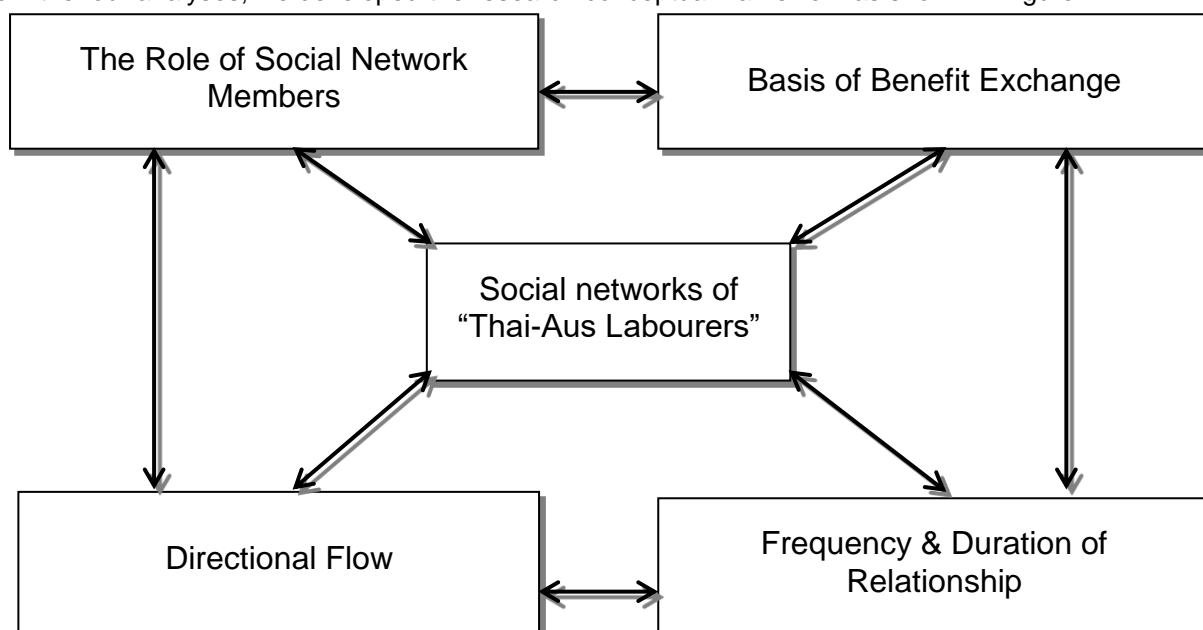 The Role of Social Network
Members
Basis of Benefit Exchange
Social networks of
“Thai-Aus Labourers”
Directional Flow
Frequency & Duration of
Relationship